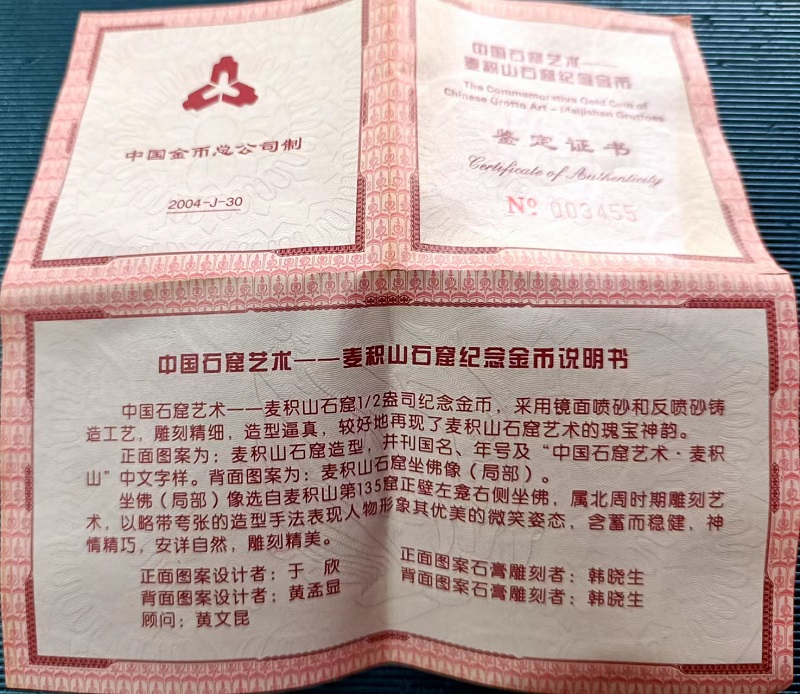 中国金币总公司制
2004-J-30
中国石窟艺术——
麦积山石窟纪念金币
The Commemorative Gold Coin of
Chinese Grotto Art – Maijishan Grottoes
鉴定证书
Certificate of Authenticity
Nº 003455
中国石窟艺术——麦积山石窟纪念金币说明书
中国石窟艺术——麦积山石窟1/2盎司纪念金币，采用镜面喷砂和反喷砂铸
造工艺，雕刻精细，造型逼真，较好地再现了麦积山石窟艺术的瑰宝神韵。
正面图案为：麦积山石窟造型，并刊国名、年号及“中国石窟艺术·麦积
山”中文字样。背面图案为：麦积山石窟坐佛像（局部）。
坐佛（局部）像选自麦积山第135窟正壁左龛右侧坐佛，属北周时期雕刻艺
术，以略带夸张的造型手法表现人物形象其优美的微笑姿态，含蓄而稳健，神
情精巧，安详自然，雕刻精美。
正面图案设计者：于　欣
背面图案设计者：黄孟显
顾问：黄文昆
正面图案石膏雕刻者：韩晓生
背面图案石膏雕刻者：韩晓生